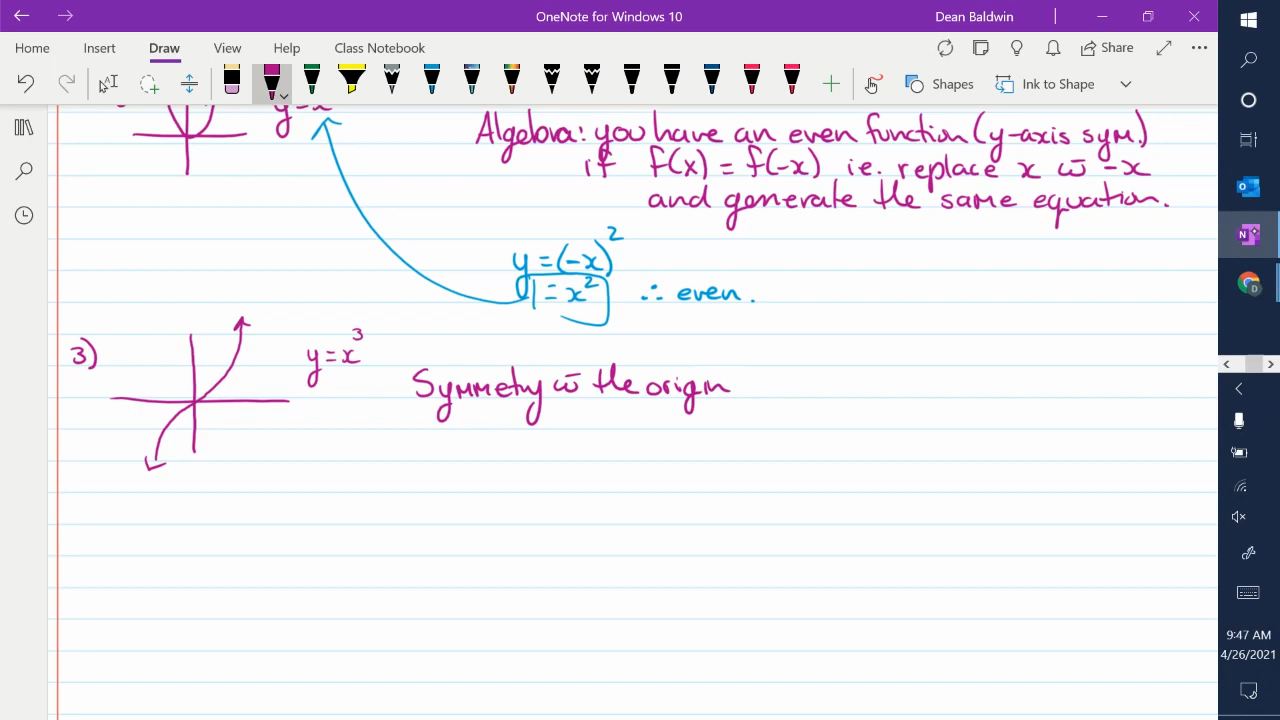 OneNote for Windows 10
Dean Baldwin
Home Insert Draw View Help Class Notebook
Share
Shapes
Ink to Shape
Algebra: you have an even function (y-axis sym.)
if f(x) = f(-x) i.e. replace x w̄ -x
and generate the same equation.
y = (-x)²
= x² ∴ even.
3)
y = x³
Symmetry w̄ the origin
9:47 AM
4/26/2021